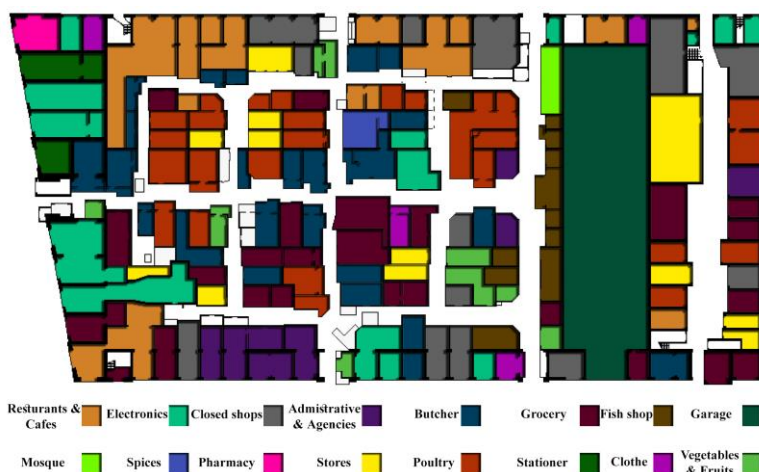 Resturants & Cafes
Electronics
Closed shops
Admistrative & Agencies
Butcher
Grocery
Fish shop
Garage
Mosque
Spices
Pharmacy
Stores
Poultry
Stationer
Clothe
Vegetables & Fruits